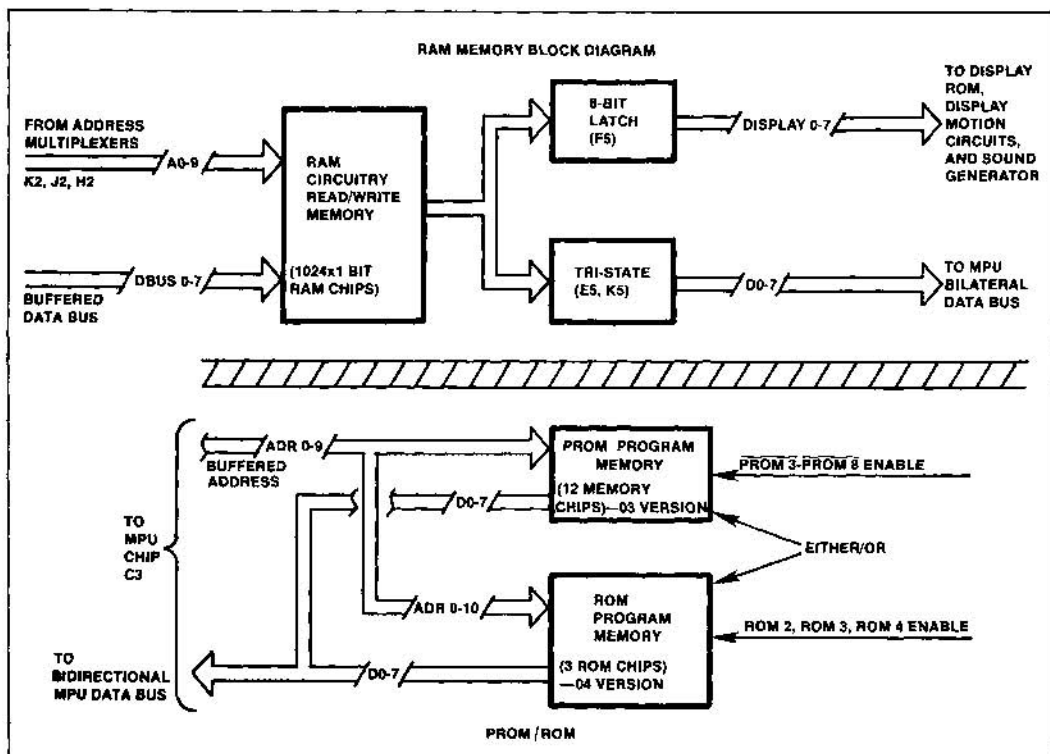 RAM MEMORY BLOCK DIAGRAM
FROM ADDRESS
MULTIPLEXERS
A0-9
K2, J2, H2
DBUS 0-7
BUFFERED
DATA BUS
RAM
CIRCUITRY
READ/WRITE
MEMORY
(1024x1 BIT
RAM CHIPS)
8-BIT
LATCH
(F5)
DISPLAY 0-7
TO DISPLAY
ROM,
DISPLAY
MOTION
CIRCUITS,
AND SOUND
GENERATOR
TRI-STATE
(E5, K5)
D0-7
TO MPU
BILATERAL
DATA BUS
TO
MPU
CHIP
C3
ADR 0-9
BUFFERED
ADDRESS
D0-7
PROM PROGRAM
MEMORY
(12 MEMORY
CHIPS)—03 VERSION
PROM 3-PROM 8 ENABLE
EITHER/OR
ADR 0-10
ROM
PROGRAM
MEMORY
(3 ROM CHIPS)
—04 VERSION
ROM 2, ROM 3, ROM 4 ENABLE
TO
BIDIRECTIONAL
MPU DATA BUS
D0-7
PROM/ROM